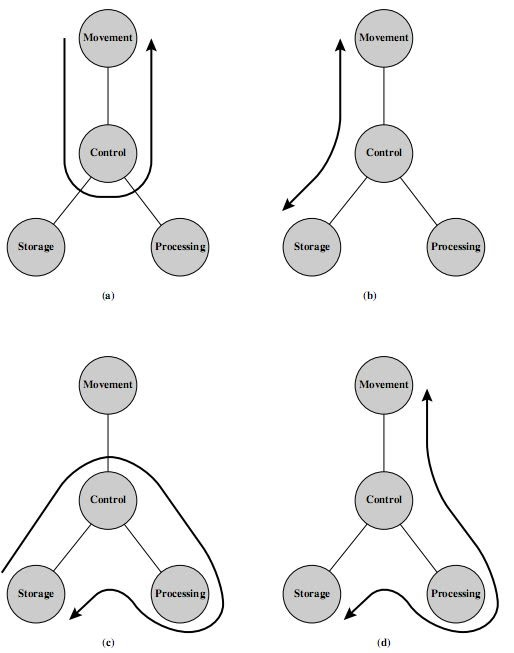 Movement
Movement
Control
Control
Storage
Processing
Storage
Processing
(a)
(b)
Movement
Movement
Control
Control
Storage
Processing
Storage
Processing
(c)
(d)